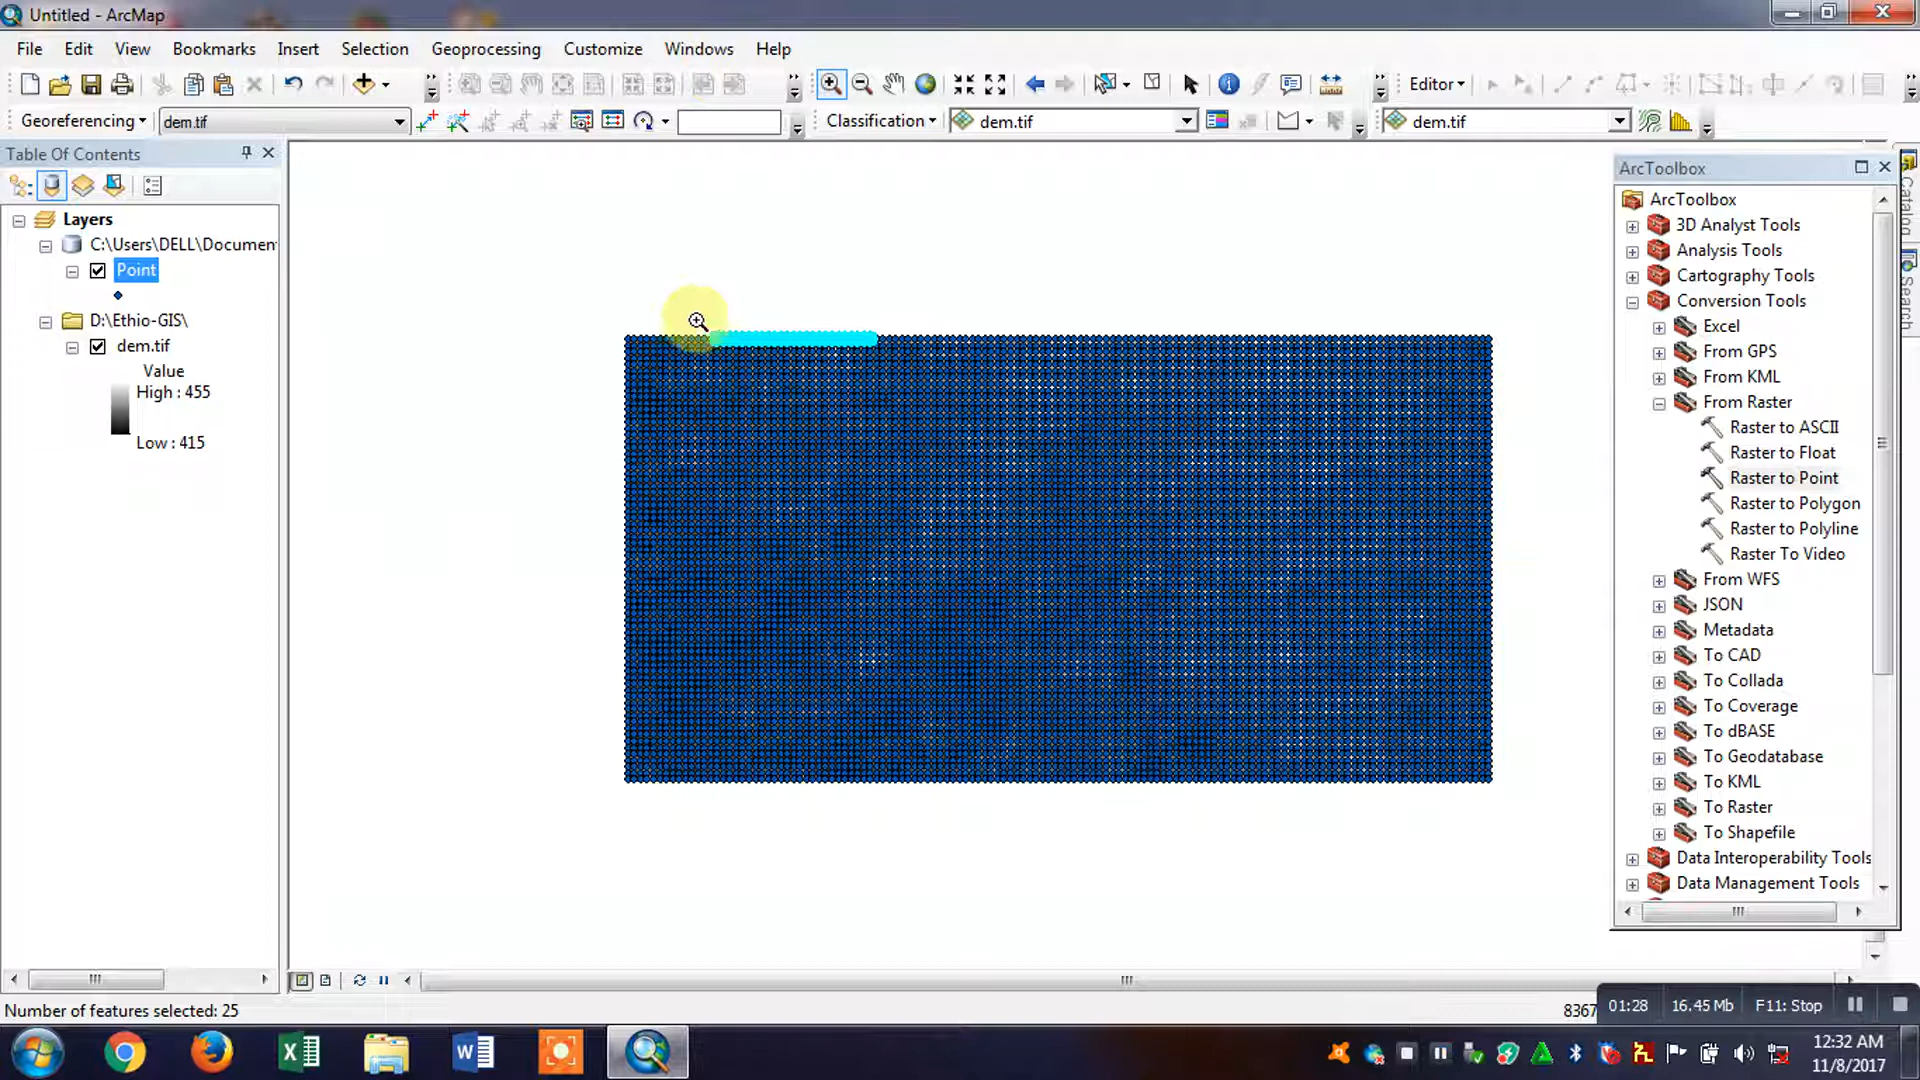 Untitled - ArcMap
File Edit View Bookmarks Insert Selection Geoprocessing Customize Windows Help
Editor
Georeferencing dem.tif Classification dem.tif dem.tif
Table Of Contents
ArcToolbox
Catalog
Search
Layers
C:\Users\DELL\Documen
Point
D:\Ethio-GIS\
dem.tif
Value
High : 455
Low : 415
ArcToolbox
3D Analyst Tools
Analysis Tools
Cartography Tools
Conversion Tools
Excel
From GPS
From KML
From Raster
Raster to ASCII
Raster to Float
Raster to Point
Raster to Polygon
Raster to Polyline
Raster To Video
From WFS
JSON
Metadata
To CAD
To Collada
To Coverage
To dBASE
To Geodatabase
To KML
To Raster
To Shapefile
Data Interoperability Tools
Data Management Tools
Number of features selected: 25
8367
01:28 16.45 Mb F11: Stop
12:32 AM
11/8/2017